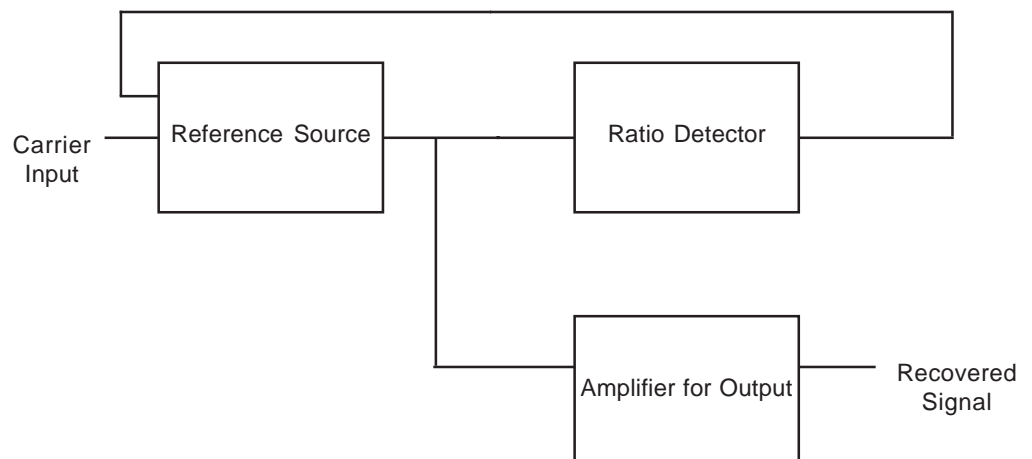 Reference Source
Ratio Detector
Carrier
Input
Amplifier for Output
Recovered
Signal